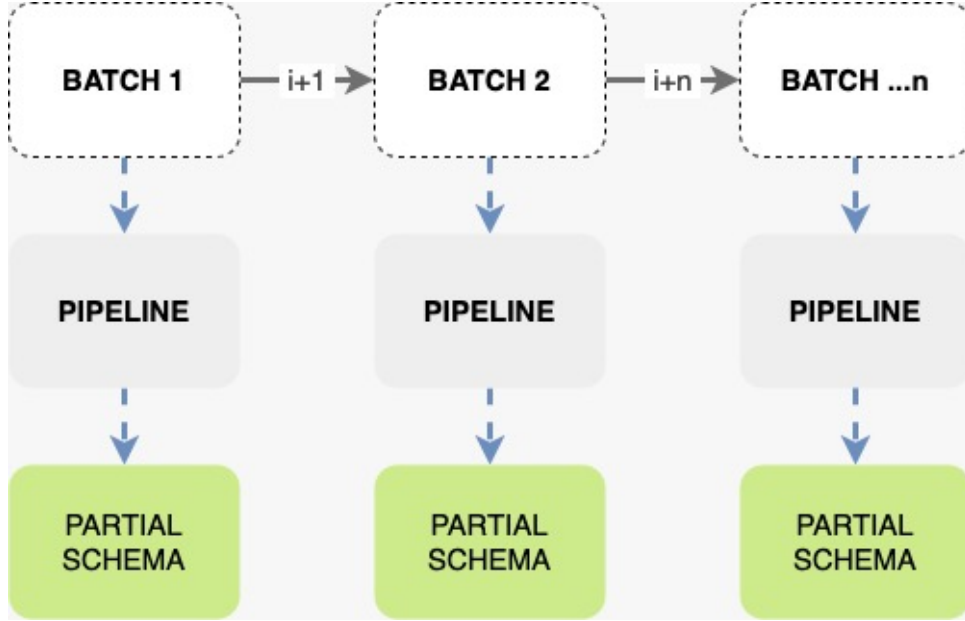 BATCH 1
i+1
BATCH 2
i+n
BATCH ...n
PIPELINE
PIPELINE
PIPELINE
PARTIAL
SCHEMA
PARTIAL
SCHEMA
PARTIAL
SCHEMA